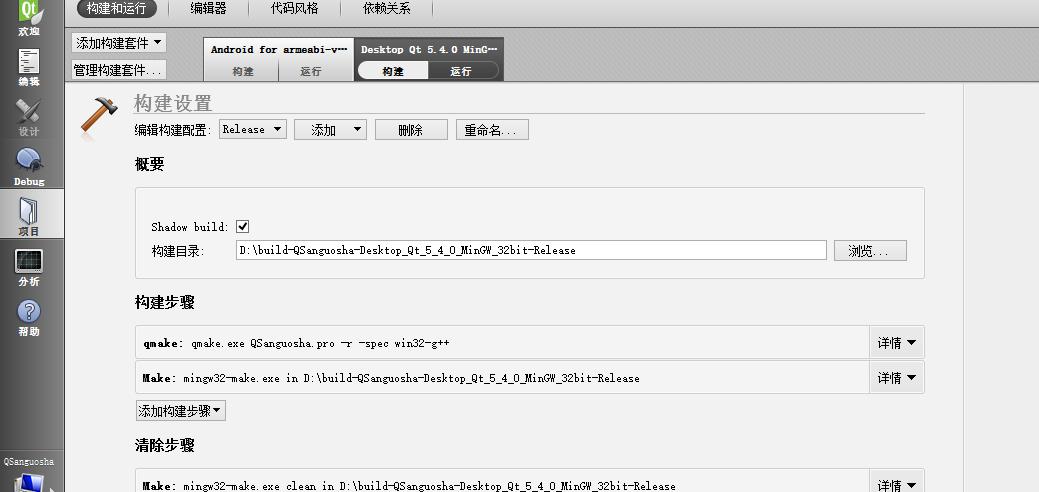 构建和运行 编辑器 代码风格 依赖关系
Qt
欢迎
编辑
设计
Debug
项目
分析
帮助
QSanguosha
添加构建套件
管理构建套件...
Android for armeabi-v…
构建 运行
Desktop Qt 5.4.0 MinG…
构建 运行
构建设置
编辑构建配置: Release 添加 删除 重命名...
概要
Shadow build:
构建目录: D:\build-QSanguosha-Desktop_Qt_5_4_0_MinGW_32bit-Release 浏览...
构建步骤
qmake: qmake.exe QSanguosha.pro -r -spec win32-g++ 详情
Make: mingw32-make.exe in D:\build-QSanguosha-Desktop_Qt_5_4_0_MinGW_32bit-Release 详情
添加构建步骤
清除步骤
Make: mingw32-make.exe clean in D:\build-QSanguosha-Desktop_Qt_5_4_0_MinGW_32bit-Release 详情